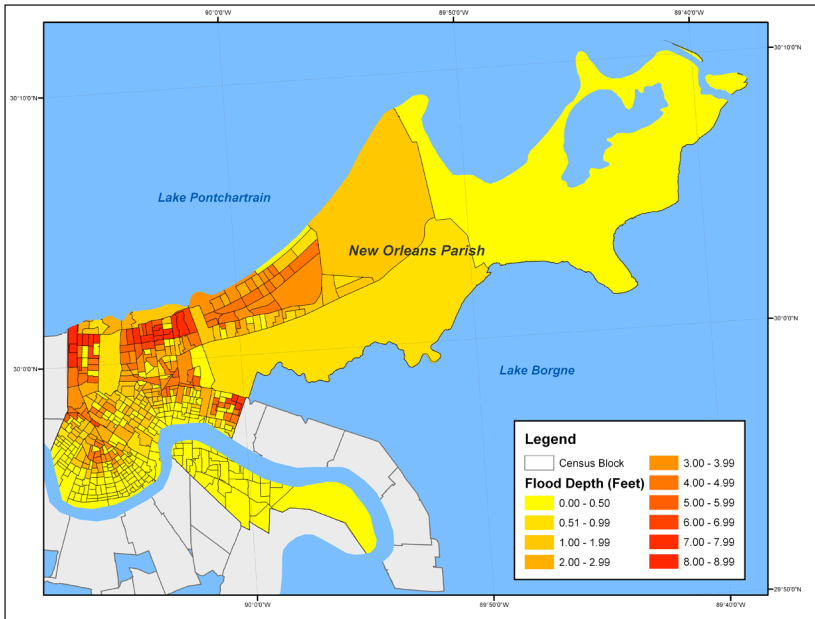 90°0'0"W
89°50'0"W
89°40'0"W
30°10'0"N
30°10'0"N
Lake Pontchartrain
New Orleans Parish
30°0'0"N
30°0'0"N
Lake Borgne
Legend
Census Block
Flood Depth (Feet)
0.00 - 0.50
0.51 - 0.99
1.00 - 1.99
2.00 - 2.99
3.00 - 3.99
4.00 - 4.99
5.00 - 5.99
6.00 - 6.99
7.00 - 7.99
8.00 - 8.99
29°50'0"N
90°0'0"W
89°50'0"W
89°40'0"W